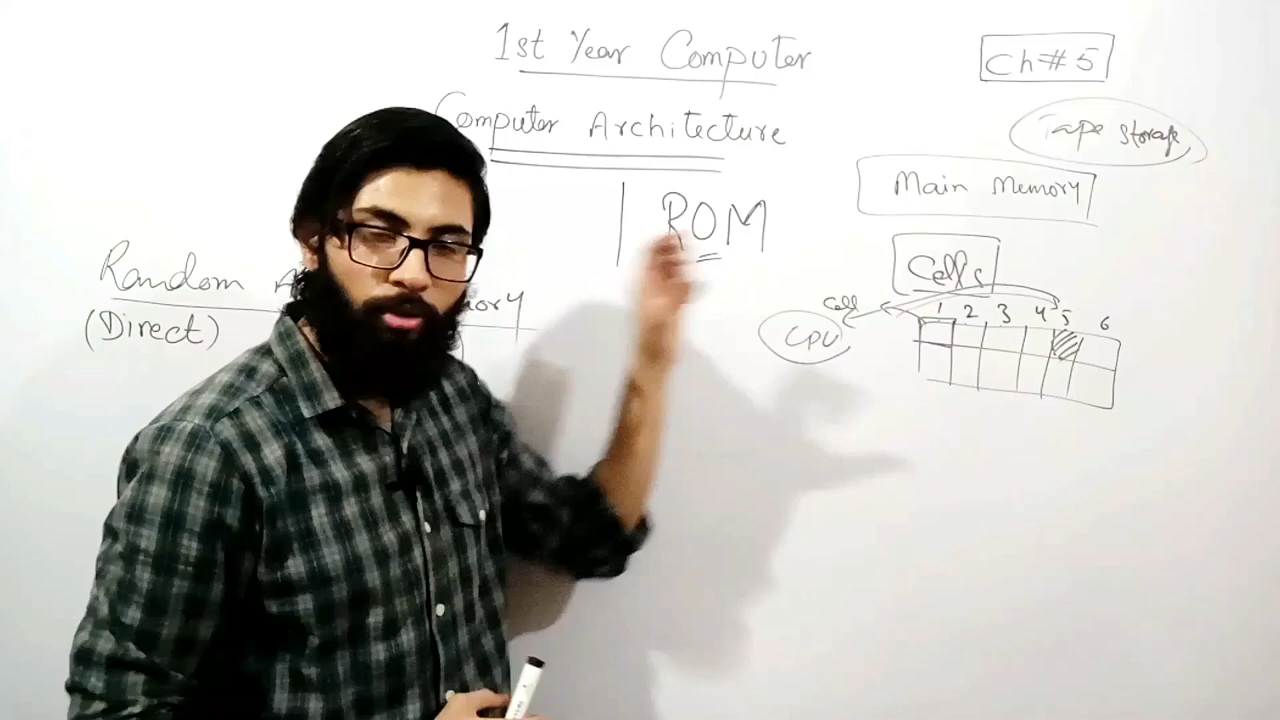 1st Year Computer
Ch# 5
Computer Architecture
Tape Storage
Main Memory
ROM
Cells
Random
(Direct)
Cell
1 2 3 4 5 6
CPU